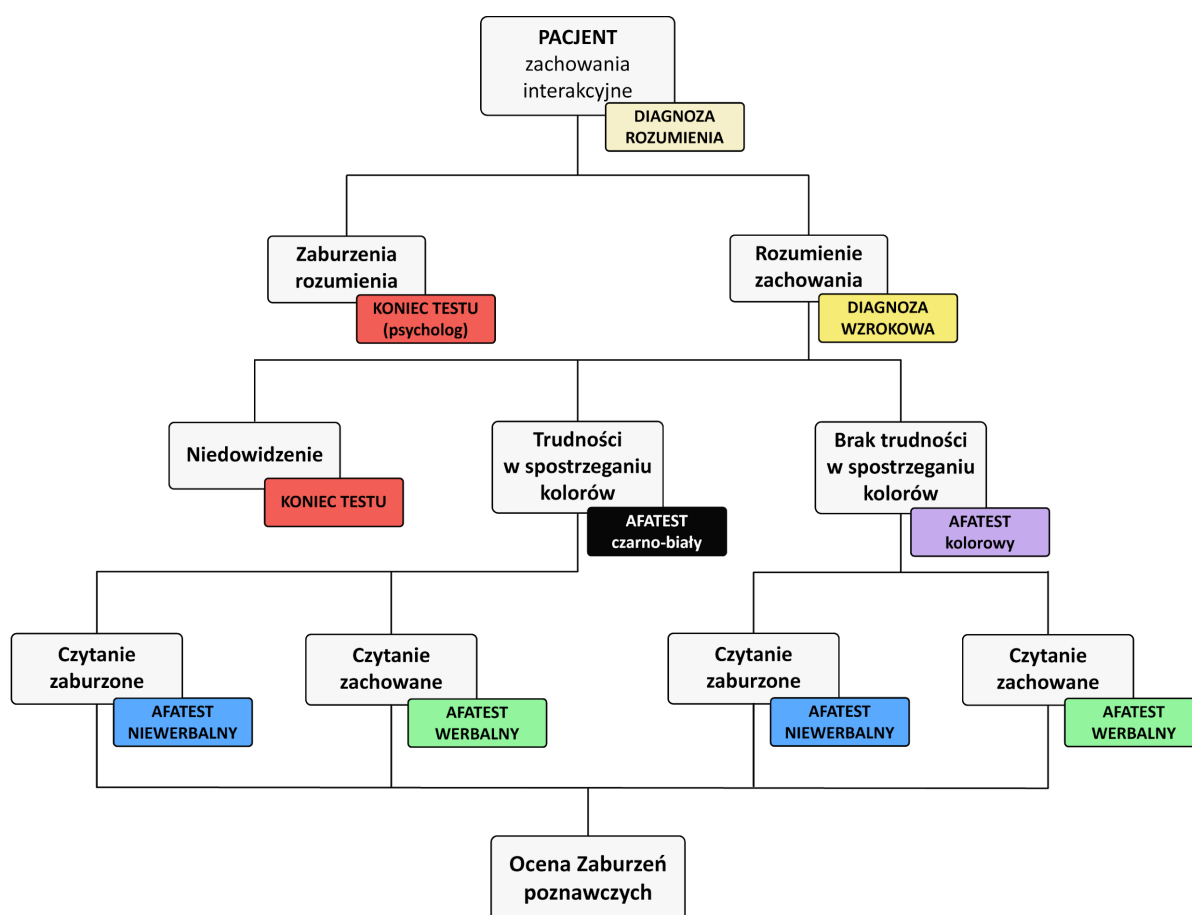 PACJENT
zachowania
interakcyjne
DIAGNOZA
ROZUMIENIA
Zaburzenia
rozumienia
KONIEC TESTU
(psycholog)
Rozumienie
zachowania
DIAGNOZA
WZROKOWA
Niedowidzenie
KONIEC TESTU
Trudności
w spostrzeganiu
kolorów
AFATEST
czarno-biały
Brak trudności
w spostrzeganiu
kolorów
AFATEST
kolorowy
Czytanie
zaburzone
AFATEST
NIEWERBALNY
Czytanie
zachowane
AFATEST
WERBALNY
Czytanie
zaburzone
AFATEST
NIEWERBALNY
Czytanie
zachowane
AFATEST
WERBALNY
Ocena Zaburzeń
poznawczych